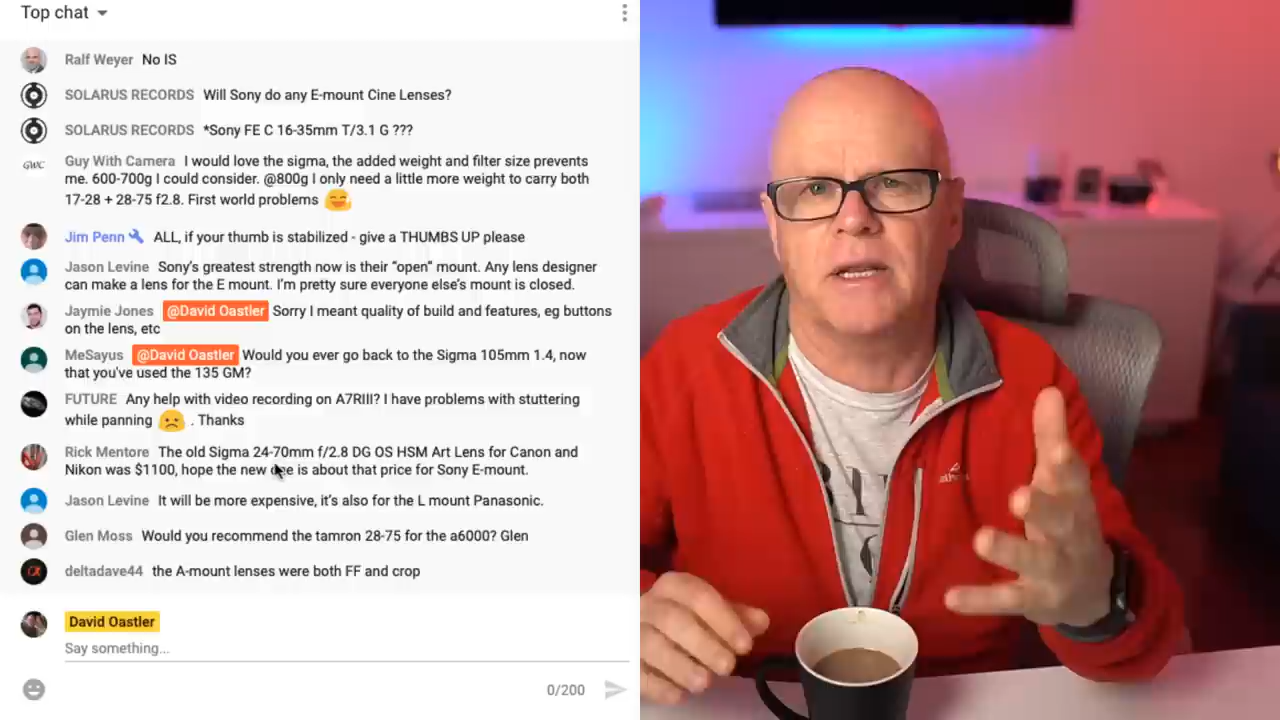 Top chat
Ralf Weyer No IS
SOLARUS RECORDS Will Sony do any E-mount Cine Lenses?
SOLARUS RECORDS *Sony FE C 16-35mm T/3.1 G ???
GWC Guy With Camera I would love the sigma, the added weight and filter size prevents
me. 600-700g I could consider. @800g I only need a little more weight to carry both
17-28 + 28-75 f2.8. First world problems 🤗
Jim Penn ALL, if your thumb is stabilized - give a THUMBS UP please
Jason Levine Sony's greatest strength now is their "open" mount. Any lens designer
can make a lens for the E mount. I'm pretty sure everyone else's mount is closed.
Jaymie Jones @David Oastler Sorry I meant quality of build and features, eg buttons
on the lens, etc
MeSayus @David Oastler Would you ever go back to the Sigma 105mm 1.4, now
that you've used the 135 GM?
FUTURE Any help with video recording on A7RIII? I have problems with stuttering
while panning ☹️ . Thanks
Rick Mentore The old Sigma 24-70mm f/2.8 DG OS HSM Art Lens for Canon and
Nikon was $1100, hope the new one is about that price for Sony E-mount.
Jason Levine It will be more expensive, it's also for the L mount Panasonic.
Glen Moss Would you recommend the tamron 28-75 for the a6000? Glen
deltadave44 the A-mount lenses were both FF and crop
David Oastler
Say something...
0/200